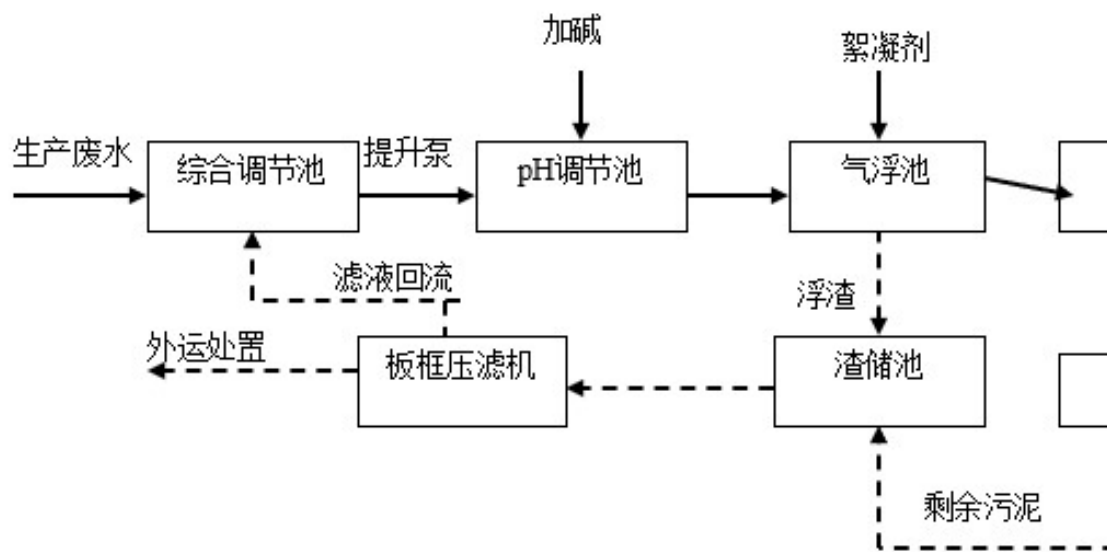 加碱
絮凝剂
生产废水
综合调节池
提升泵
pH调节池
气浮池
滤液回流
浮渣
外运处置
板框压滤机
渣储池
剩余污泥